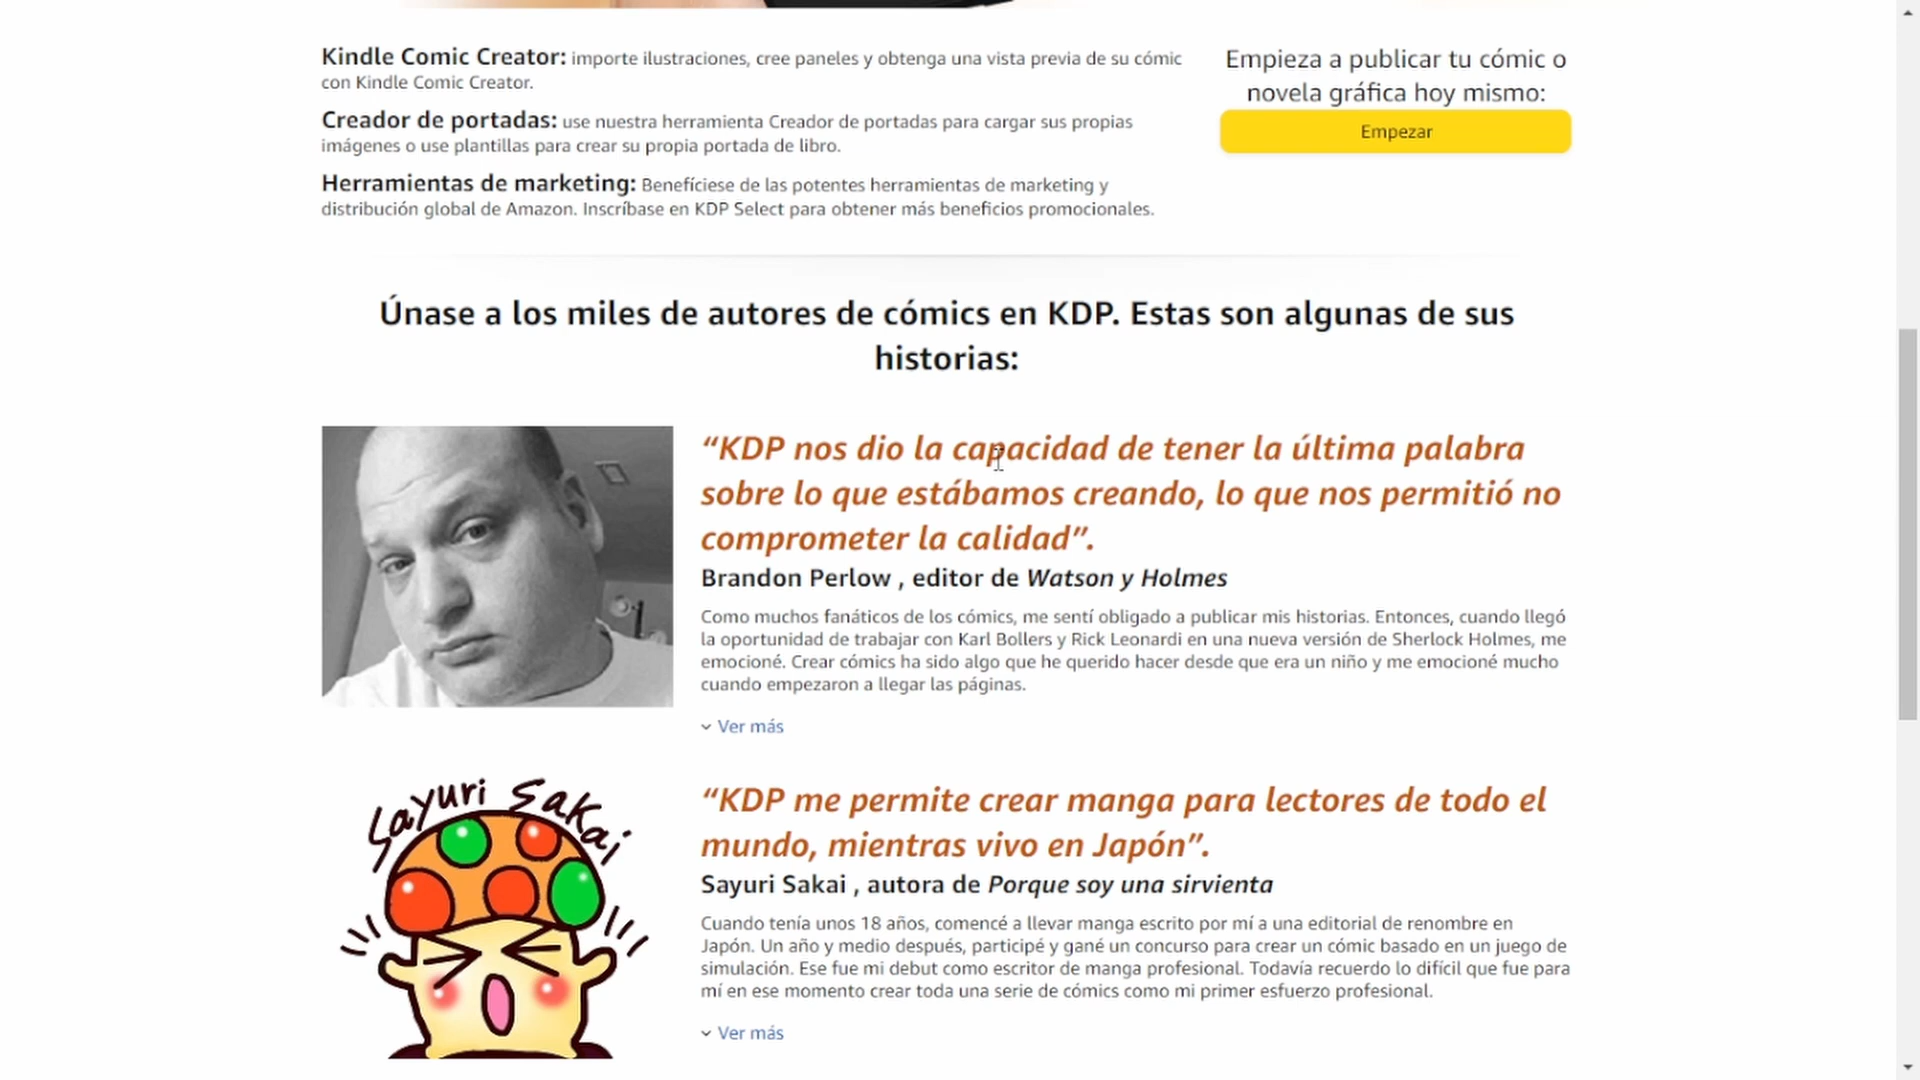 Kindle Comic Creator: importe ilustraciones, cree paneles y obtenga una vista previa de su cómic
con Kindle Comic Creator.
Creador de portadas: use nuestra herramienta Creador de portadas para cargar sus propias
imágenes o use plantillas para crear su propia portada de libro.
Herramientas de marketing: Benefíciese de las potentes herramientas de marketing y
distribución global de Amazon. Inscríbase en KDP Select para obtener más beneficios promocionales.
Empieza a publicar tu cómic o
novela gráfica hoy mismo:
Empezar
Únase a los miles de autores de cómics en KDP. Estas son algunas de sus
historias:
“KDP nos dio la capacidad de tener la última palabra
sobre lo que estábamos creando, lo que nos permitió no
comprometer la calidad”.
Brandon Perlow , editor de Watson y Holmes
Como muchos fanáticos de los cómics, me sentí obligado a publicar mis historias. Entonces, cuando llegó
la oportunidad de trabajar con Karl Bollers y Rick Leonardi en una nueva versión de Sherlock Holmes, me
emocioné. Crear cómics ha sido algo que he querido hacer desde que era un niño y me emocioné mucho
cuando empezaron a llegar las páginas.
Ver más
Sayuri Sakai
“KDP me permite crear manga para lectores de todo el
mundo, mientras vivo en Japón”.
Sayuri Sakai , autora de Porque soy una sirvienta
Cuando tenía unos 18 años, comencé a llevar manga escrito por mí a una editorial de renombre en
Japón. Un año y medio después, participé y gané un concurso para crear un cómic basado en un juego de
simulación. Ese fue mi debut como escritor de manga profesional. Todavía recuerdo lo difícil que fue para
mí en ese momento crear toda una serie de cómics como mi primer esfuerzo profesional.
Ver más